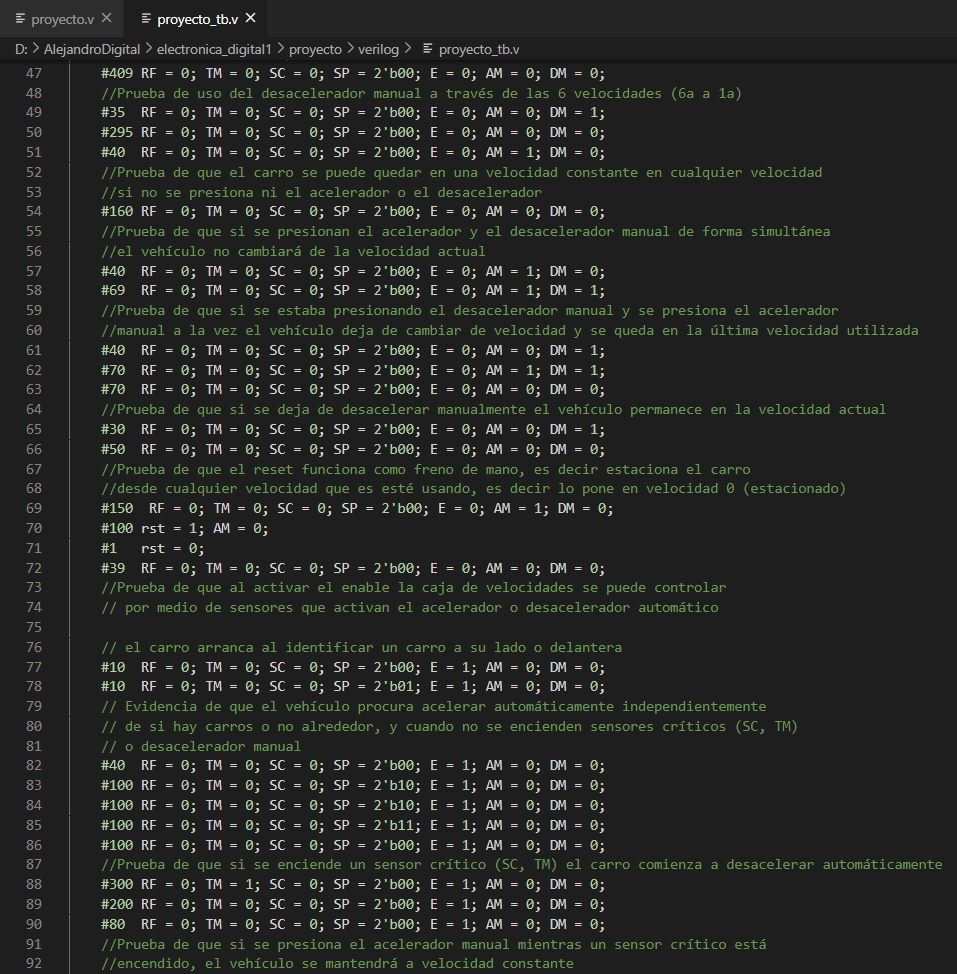 proyecto.v
proyecto_tb.v
D: > AlejandroDigital > electronica_digital1 > proyecto > verilog > proyecto_tb.v
47 #409 RF = 0; TM = 0; SC = 0; SP = 2'b00; E = 0; AM = 0; DM = 0;
48 //Prueba de uso del desacelerador manual a través de las 6 velocidades (6a a 1a)
49 #35 RF = 0; TM = 0; SC = 0; SP = 2'b00; E = 0; AM = 0; DM = 1;
50 #295 RF = 0; TM = 0; SC = 0; SP = 2'b00; E = 0; AM = 0; DM = 0;
51 #40 RF = 0; TM = 0; SC = 0; SP = 2'b00; E = 0; AM = 1; DM = 0;
52 //Prueba de que el carro se puede quedar en una velocidad constante en cualquier velocidad
53 //si no se presiona ni el acelerador o el desacelerador
54 #160 RF = 0; TM = 0; SC = 0; SP = 2'b00; E = 0; AM = 0; DM = 0;
55 //Prueba de que si se presionan el acelerador y el desacelerador manual de forma simultánea
56 //el vehículo no cambiará de la velocidad actual
57 #40 RF = 0; TM = 0; SC = 0; SP = 2'b00; E = 0; AM = 1; DM = 0;
58 #69 RF = 0; TM = 0; SC = 0; SP = 2'b00; E = 0; AM = 1; DM = 1;
59 //Prueba de que si se estaba presionando el desacelerador manual y se presiona el acelerador
60 //manual a la vez el vehículo deja de cambiar de velocidad y se queda en la última velocidad utilizada
61 #40 RF = 0; TM = 0; SC = 0; SP = 2'b00; E = 0; AM = 0; DM = 1;
62 #70 RF = 0; TM = 0; SC = 0; SP = 2'b00; E = 0; AM = 1; DM = 1;
63 #70 RF = 0; TM = 0; SC = 0; SP = 2'b00; E = 0; AM = 0; DM = 0;
64 //Prueba de que si se deja de desacelerar manualmente el vehículo permanece en la velocidad actual
65 #30 RF = 0; TM = 0; SC = 0; SP = 2'b00; E = 0; AM = 0; DM = 1;
66 #50 RF = 0; TM = 0; SC = 0; SP = 2'b00; E = 0; AM = 0; DM = 0;
67 //Prueba de que el reset funciona como freno de mano, es decir estaciona el carro
68 //desde cualquier velocidad que es esté usando, es decir lo pone en velocidad 0 (estacionado)
69 #150 RF = 0; TM = 0; SC = 0; SP = 2'b00; E = 0; AM = 1; DM = 0;
70 #100 rst = 1; AM = 0;
71 #1 rst = 0;
72 #39 RF = 0; TM = 0; SC = 0; SP = 2'b00; E = 0; AM = 0; DM = 0;
73 //Prueba de que al activar el enable la caja de velocidades se puede controlar
74 // por medio de sensores que activan el acelerador o desacelerador automático
75
76 // el carro arranca al identificar un carro a su lado o delantera
77 #10 RF = 0; TM = 0; SC = 0; SP = 2'b00; E = 1; AM = 0; DM = 0;
78 #10 RF = 0; TM = 0; SC = 0; SP = 2'b01; E = 1; AM = 0; DM = 0;
79 // Evidencia de que el vehículo procura acelerar automáticamente independientemente
80 // de si hay carros o no alrededor, y cuando no se encienden sensores críticos (SC, TM)
81 // o desacelerador manual
82 #40 RF = 0; TM = 0; SC = 0; SP = 2'b00; E = 1; AM = 0; DM = 0;
83 #100 RF = 0; TM = 0; SC = 0; SP = 2'b10; E = 1; AM = 0; DM = 0;
84 #100 RF = 0; TM = 0; SC = 0; SP = 2'b10; E = 1; AM = 0; DM = 0;
85 #100 RF = 0; TM = 0; SC = 0; SP = 2'b11; E = 1; AM = 0; DM = 0;
86 #100 RF = 0; TM = 0; SC = 0; SP = 2'b00; E = 1; AM = 0; DM = 0;
87 //Prueba de que si se enciende un sensor crítico (SC, TM) el carro comienza a desacelerar automáticamente
88 #300 RF = 0; TM = 1; SC = 0; SP = 2'b00; E = 1; AM = 0; DM = 0;
89 #200 RF = 0; TM = 0; SC = 0; SP = 2'b00; E = 1; AM = 0; DM = 0;
90 #80 RF = 0; TM = 0; SC = 0; SP = 2'b00; E = 1; AM = 0; DM = 0;
91 //Prueba de que si se presiona el acelerador manual mientras un sensor crítico está
92 //encendido, el vehículo se mantendrá a velocidad constante